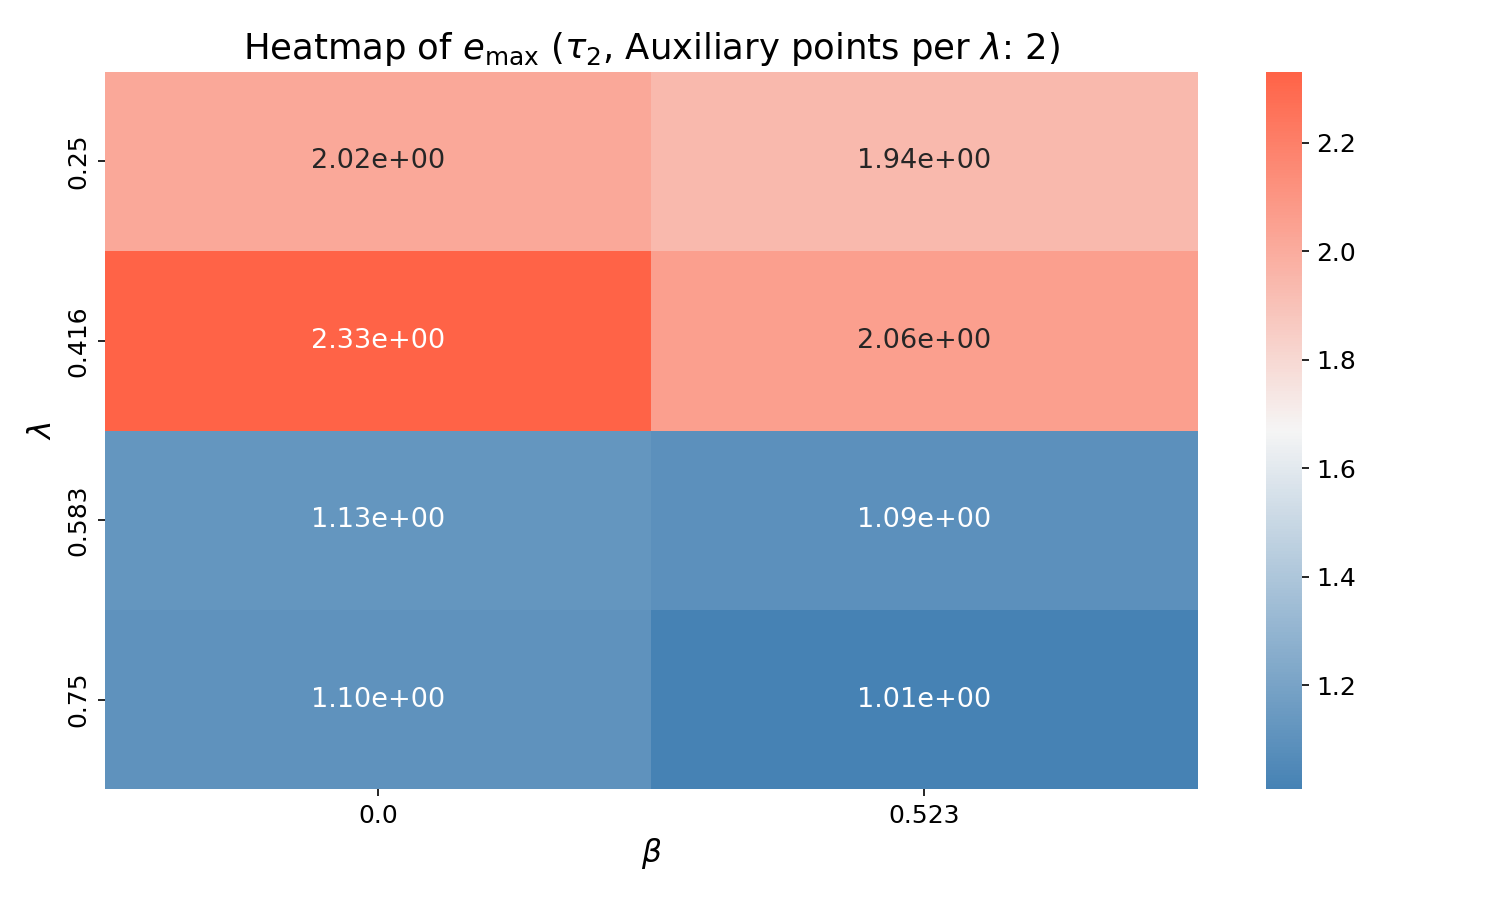 Heatmap of e_max (τ₂, Auxiliary points per λ: 2)
λ
0.25
2.02e+00
1.94e+00
0.416
2.33e+00
2.06e+00
0.583
1.13e+00
1.09e+00
0.75
1.10e+00
1.01e+00
0.0
0.523
β
2.2
2.0
1.8
1.6
1.4
1.2